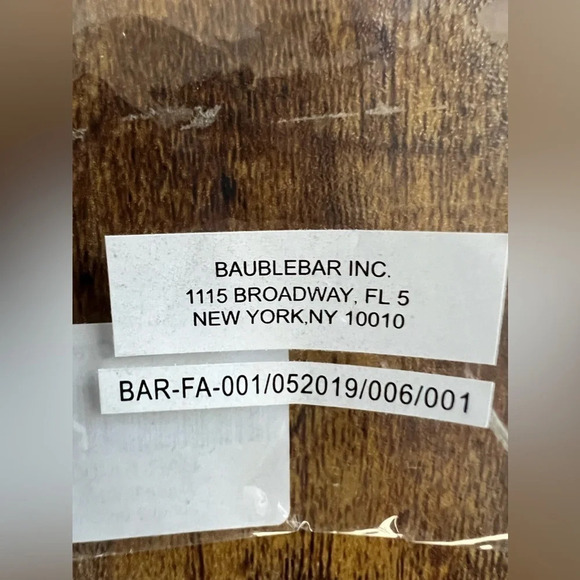 BAUBLEBAR INC.
1115 BROADWAY, FL 5
NEW YORK,NY 10010
BAR-FA-001/052019/006/001